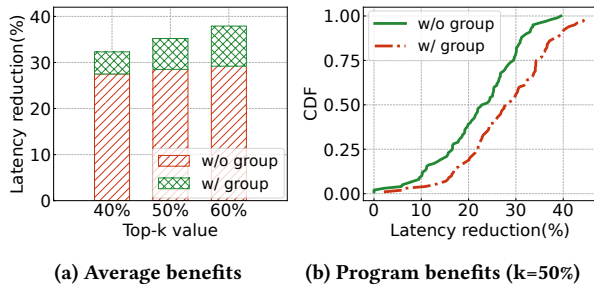 Latency reduction(%)
40
30
20
10
0
w/o group
w/ group
40% 50% 60%
Top-k value
(a) Average benefits
CDF
1.00
0.75
0.50
0.25
0.00
w/o group
w/ group
0 10 20 30 40
Latency reduction(%)
(b) Program benefits (k=50%)